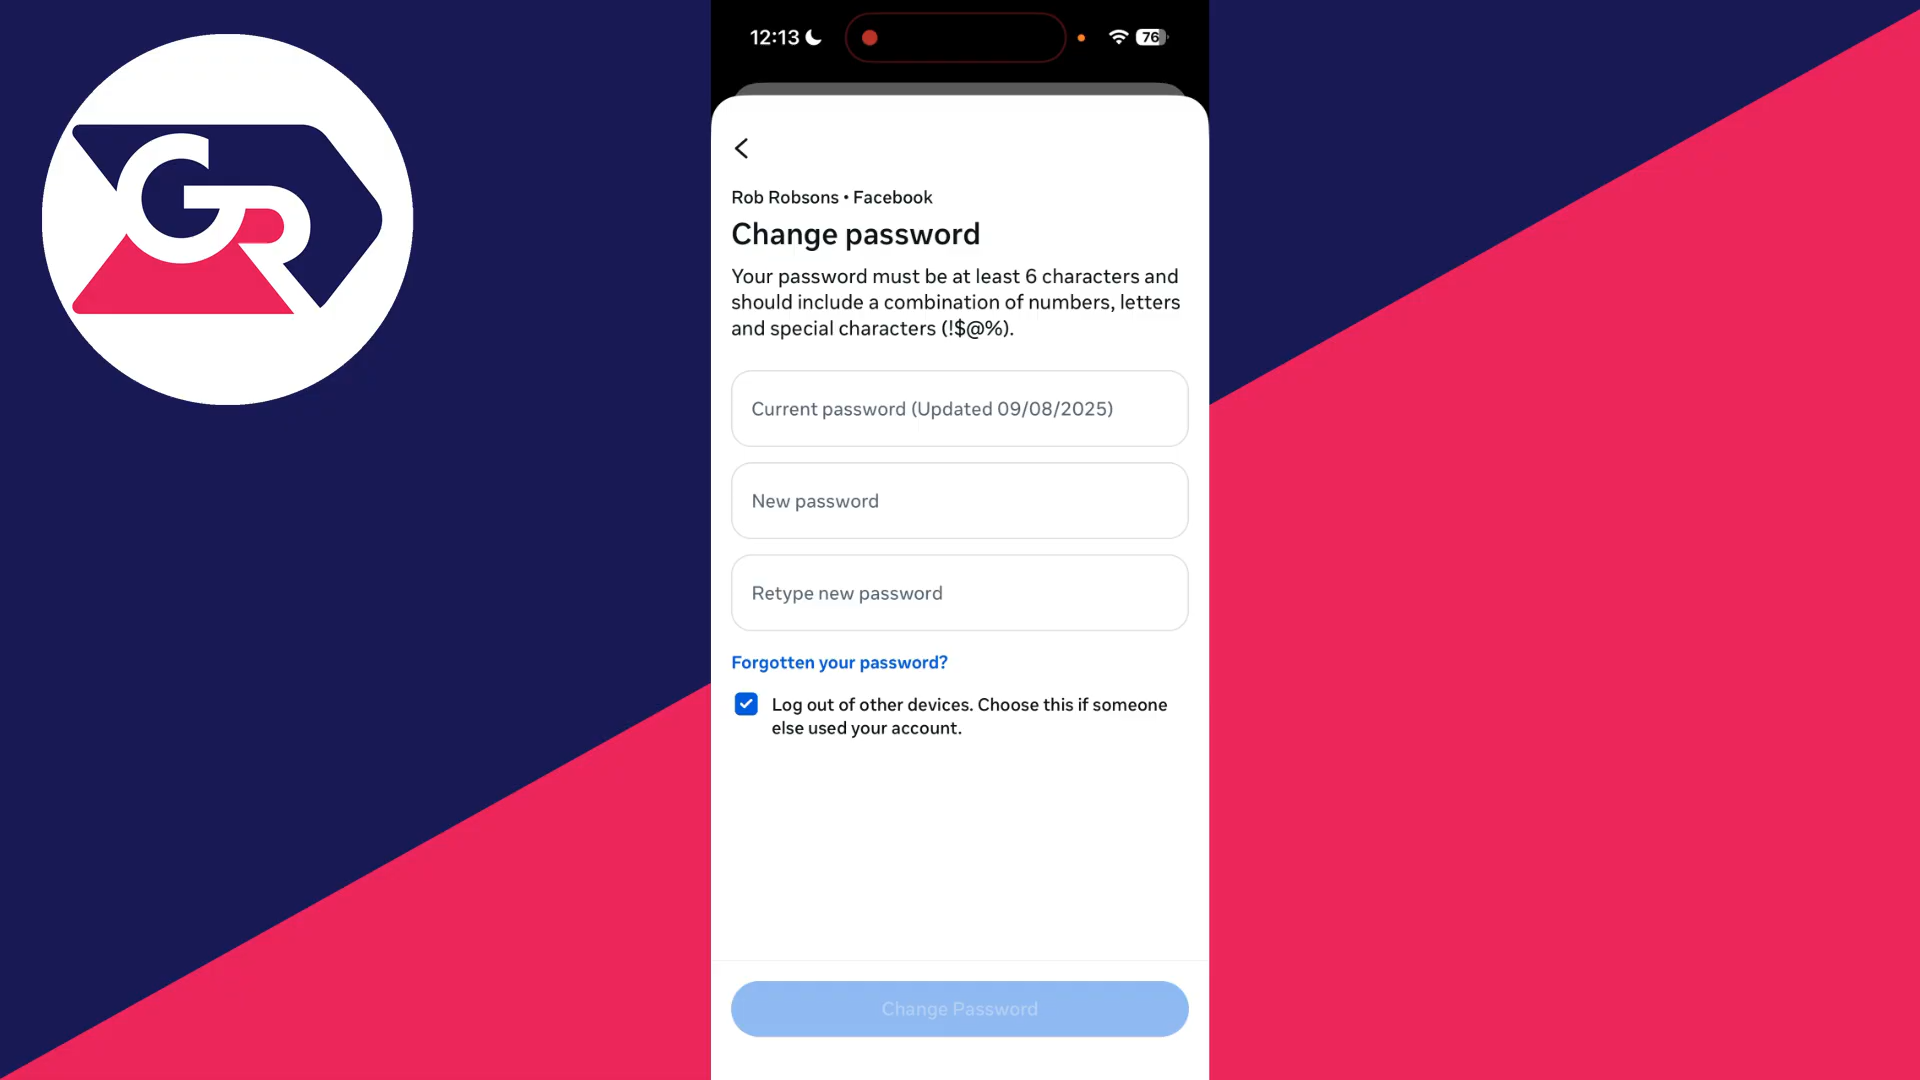 GR
12:13
76
Rob Robsons • Facebook
Change password
Your password must be at least 6 characters and
should include a combination of numbers, letters
and special characters (!$@%).
Current password (Updated 09/08/2025)
New password
Retype new password
Forgotten your password?
Log out of other devices. Choose this if someone
else used your account.
Change Password